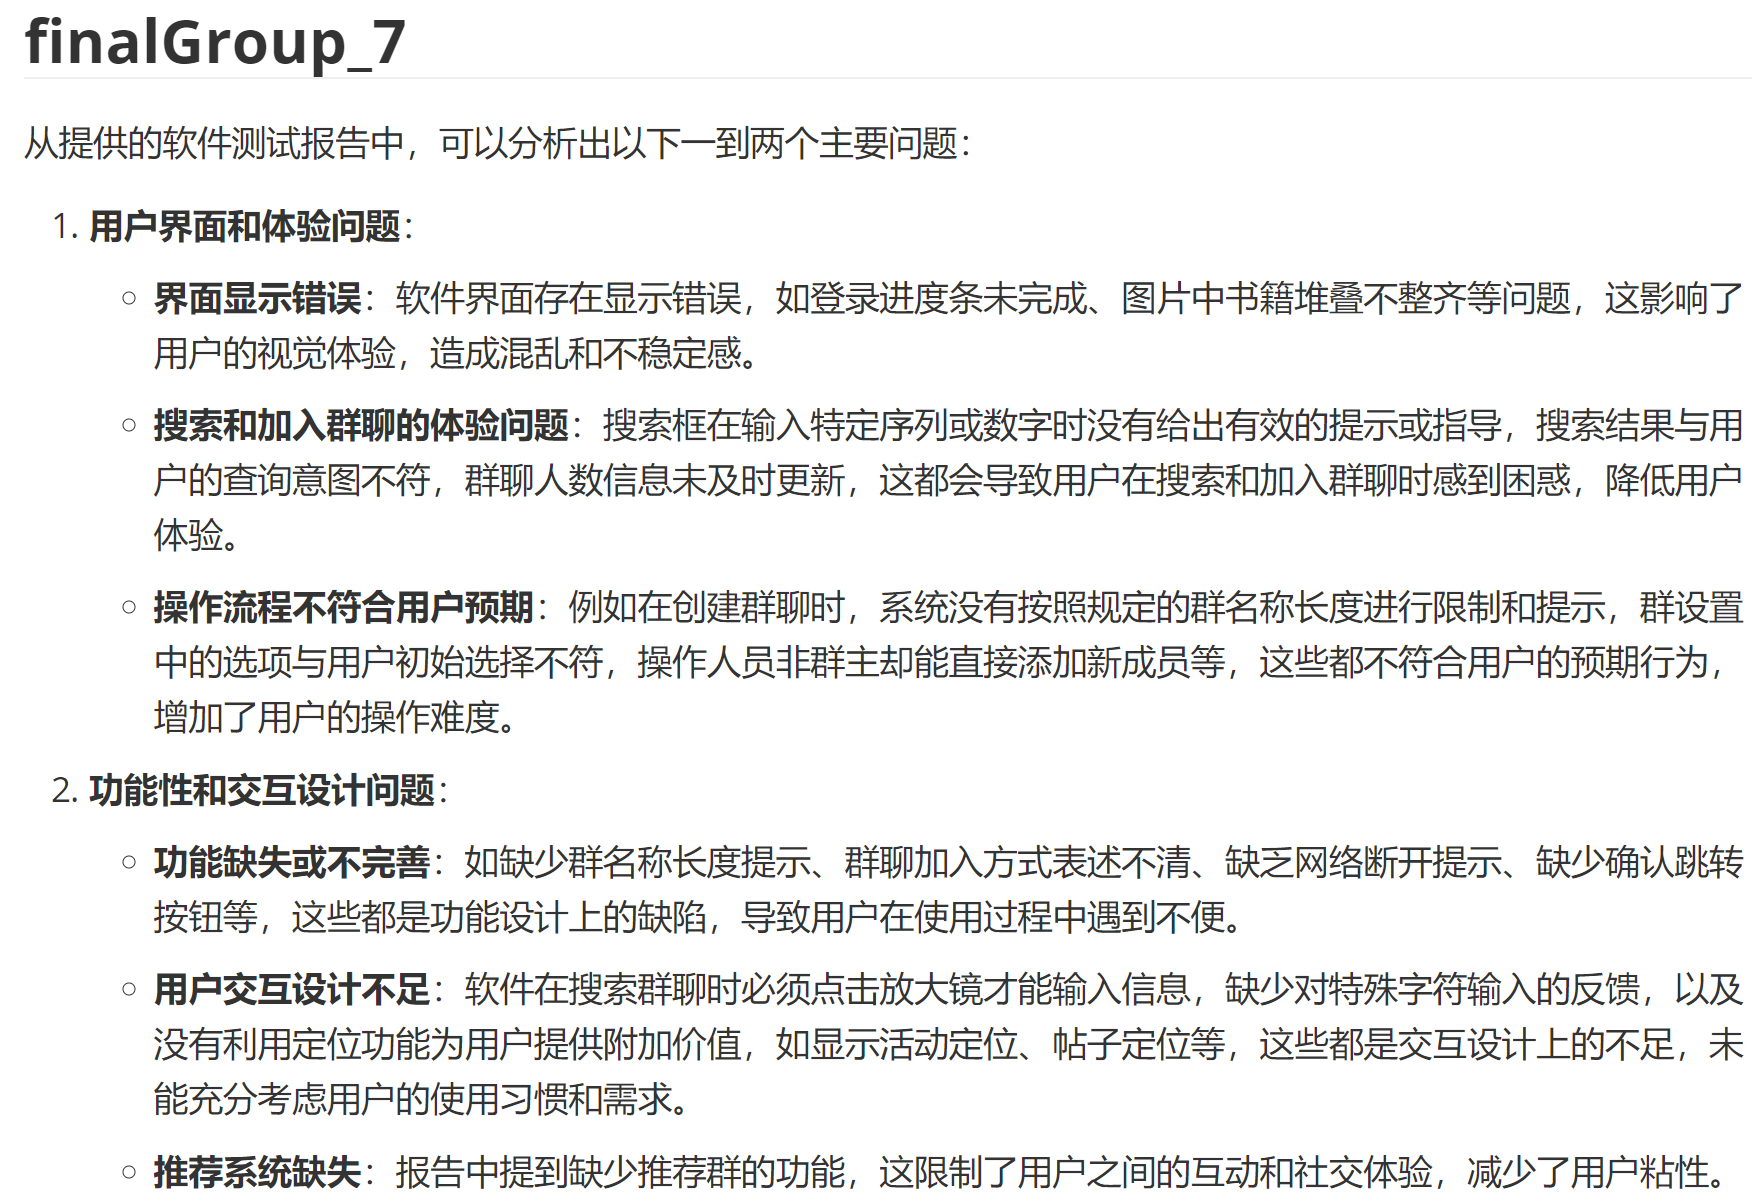 finalGroup_7
从提供的软件测试报告中，可以分析出以下一到两个主要问题：
1. 用户界面和体验问题：
○ 界面显示错误：软件界面存在显示错误，如登录进度条未完成、图片中书籍堆叠不整齐等问题，这影响了
用户的视觉体验，造成混乱和不稳定感。
○ 搜索和加入群聊的体验问题：搜索框在输入特定序列或数字时没有给出有效的提示或指导，搜索结果与用
户的查询意图不符，群聊人数信息未及时更新，这都会导致用户在搜索和加入群聊时感到困惑，降低用户
体验。
○ 操作流程不符合用户预期：例如在创建群聊时，系统没有按照规定的群名称长度进行限制和提示，群设置
中的选项与用户初始选择不符，操作人员非群主却能直接添加新成员等，这些都不符合用户的预期行为，
增加了用户的操作难度。
2. 功能性和交互设计问题：
○ 功能缺失或不完善：如缺少群名称长度提示、群聊加入方式表述不清、缺乏网络断开提示、缺少确认跳转
按钮等，这些都是功能设计上的缺陷，导致用户在使用过程中遇到不便。
○ 用户交互设计不足：软件在搜索群聊时必须点击放大镜才能输入信息，缺少对特殊字符输入的反馈，以及
没有利用定位功能为用户提供附加价值，如显示活动定位、帖子定位等，这些都是交互设计上的不足，未
能充分考虑用户的使用习惯和需求。
○ 推荐系统缺失：报告中提到缺少推荐群的功能，这限制了用户之间的互动和社交体验，减少了用户粘性。